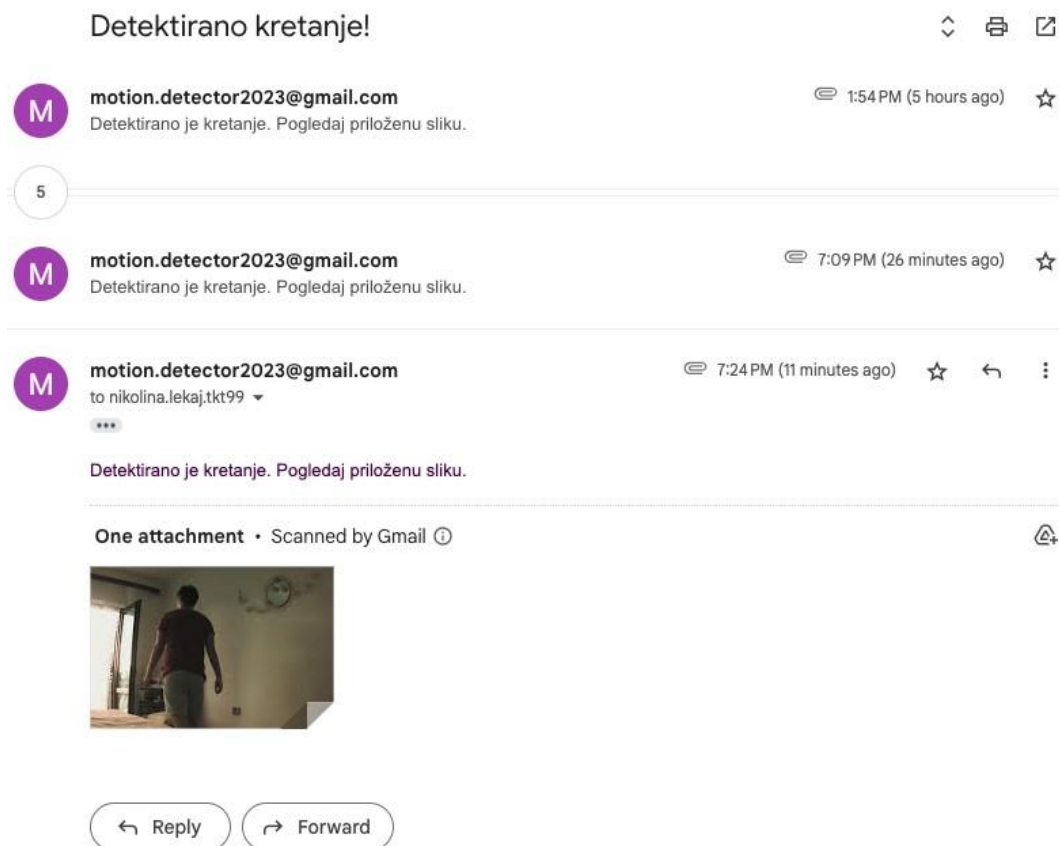 Detektirano kretanje!
motion.detector2023@gmail.com 1:54 PM (5 hours ago)
Detektirano je kretanje. Pogledaj priloženu sliku.
5
motion.detector2023@gmail.com 7:09 PM (26 minutes ago)
Detektirano je kretanje. Pogledaj priloženu sliku.
motion.detector2023@gmail.com 7:24 PM (11 minutes ago)
to nikolina.lekaj.tkt99
Detektirano je kretanje. Pogledaj priloženu sliku.
One attachment • Scanned by Gmail
Reply Forward
M
M
M